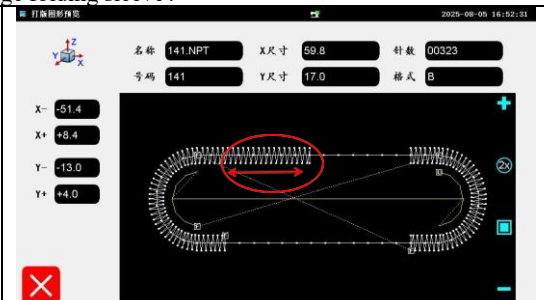 ge feeding sleeve
打版图形预览 2025-08-05 16:52:31
Z
Y X
名称 141.NPT X尺寸 59.8 针数 00323
号码 141 Y尺寸 17.0 格式 B
X- -51.4
X+ +8.4
Y- -13.0
Y+ +4.0
2x